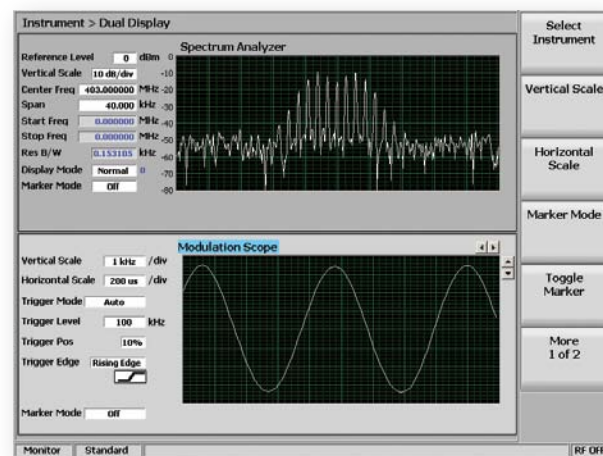 Instrument > Dual Display
Spectrum Analyzer
Reference Level 0 dBm
Vertical Scale 10 dB/div
Center Freq 403.000000 MHz
Span 40.000 kHz
Start Freq 0.000000 MHz
Stop Freq 0.000000 MHz
Res B/W 0.153105 kHz
Display Mode Normal 0
Marker Mode Off
0
-10
-20
-30
-40
-50
-60
-70
-80
Modulation Scope
Vertical Scale 1 kHz /div
Horizontal Scale 200 us /div
Trigger Mode Auto
Trigger Level 100 kHz
Trigger Pos 10%
Trigger Edge Rising Edge
Marker Mode Off
Select
Instrument
Vertical Scale
Horizontal
Scale
Marker Mode
Toggle
Marker
More
1 of 2
Monitor Standard RF OFF